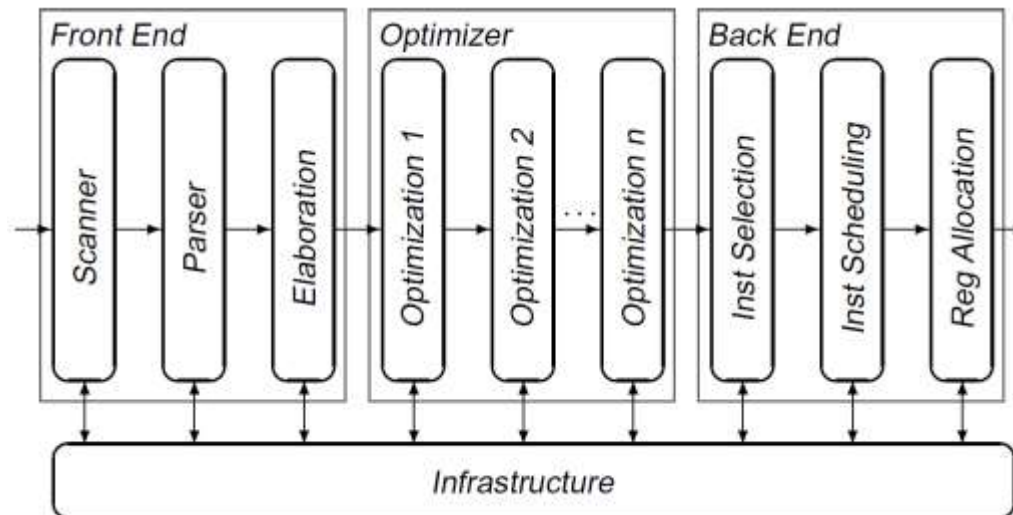 Front End
Scanner
Parser
Elaboration
Optimizer
Optimization 1
Optimization 2
...
Optimization n
Back End
Inst Selection
Inst Scheduling
Reg Allocation
Infrastructure